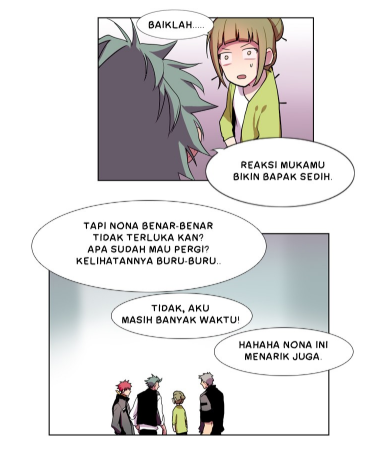 BAIKLAH.....
REAKSI MUKAMU
BIKIN BAPAK SEDIH.
TAPI NONA BENAR-BENAR
TIDAK TERLUKA KAN?
APA SUDAH MAU PERGI?
KELIHATANNYA BURU-BURU..
TIDAK, AKU
MASIH BANYAK WAKTU!
HAHAHA NONA INI
MENARIK JUGA.